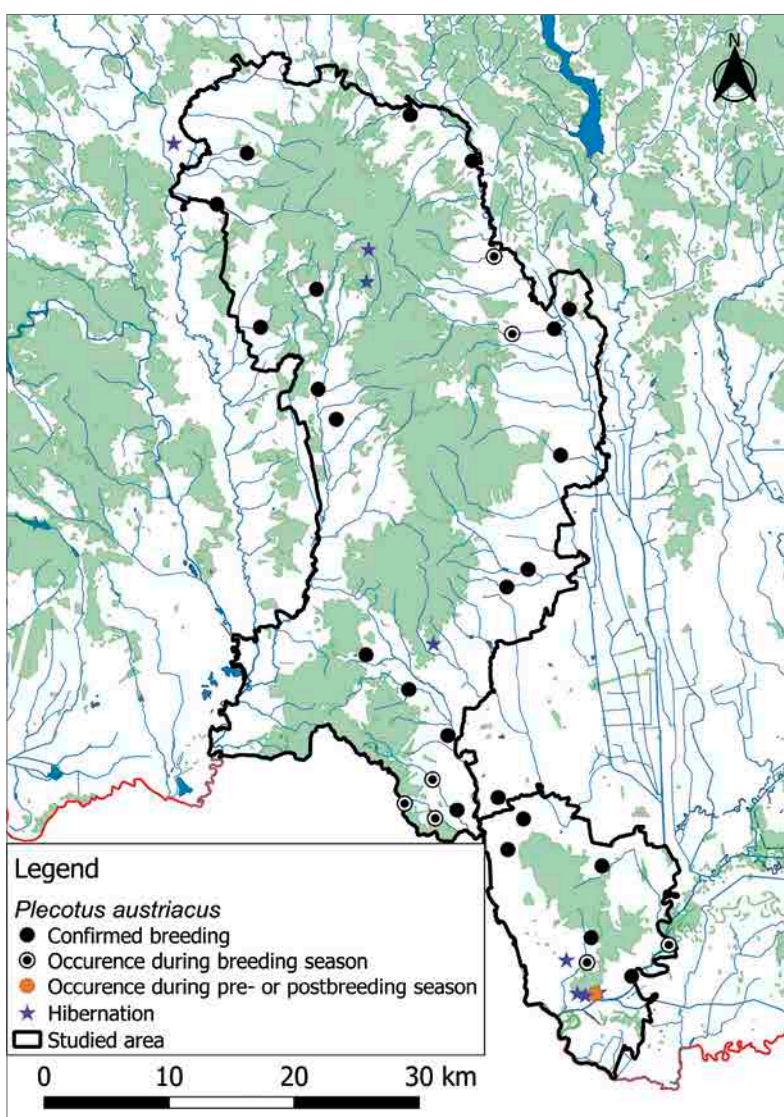 N
Legend
Plecotus austriacus
Confirmed breeding
Occurence during breeding season
Occurence during pre- or postbreeding season
Hibernation
Studied area
0 10 20 30 km